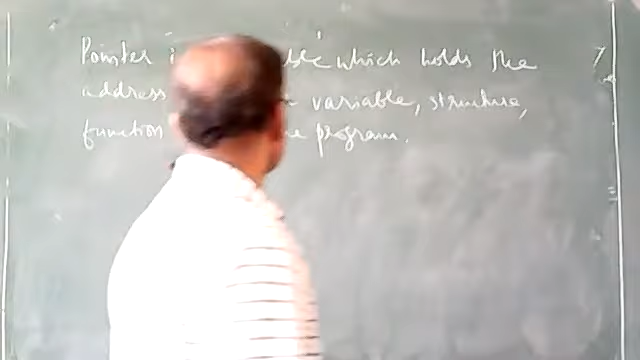 Pointer which holds the
address variable, structure,
function program.